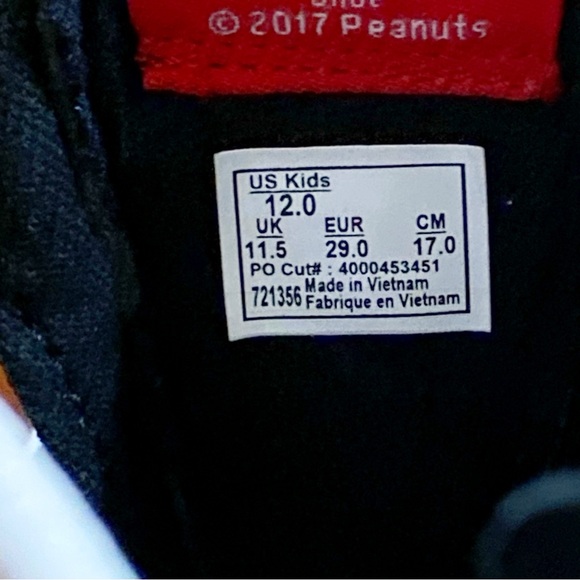 © 2017 Peanuts
US Kids
12.0
UK EUR CM
11.5 29.0 17.0
PO Cut# : 4000453451
721356 Made in Vietnam
Fabrique en Vietnam